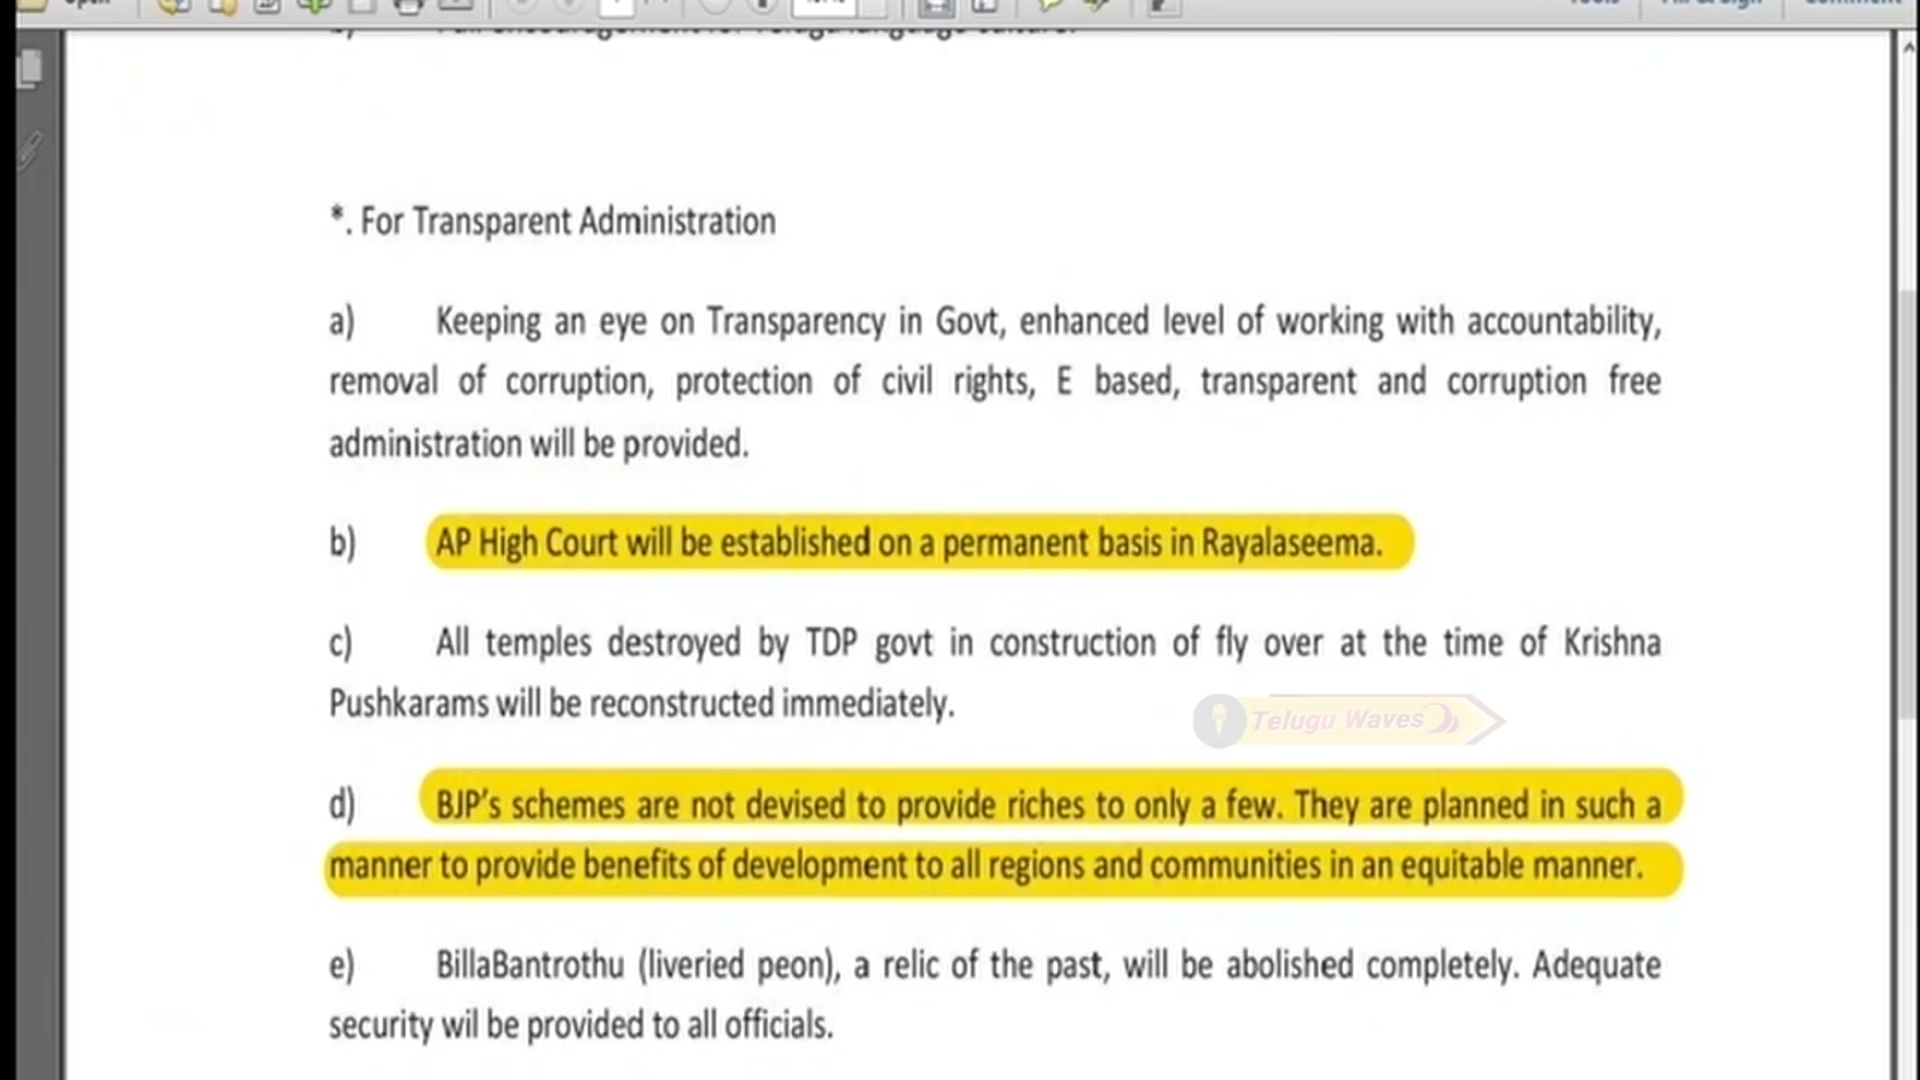 *. For Transparent Administration
a) Keeping an eye on Transparency in Govt, enhanced level of working with accountability,
removal of corruption, protection of civil rights, E based, transparent and corruption free
administration will be provided.
b) AP High Court will be established on a permanent basis in Rayalaseema.
c) All temples destroyed by TDP govt in construction of fly over at the time of Krishna
Pushkarams will be reconstructed immediately.
Telugu Waves
d) BJP's schemes are not devised to provide riches to only a few. They are planned in such a
manner to provide benefits of development to all regions and communities in an equitable manner.
e) BillaBantrothu (liveried peon), a relic of the past, will be abolished completely. Adequate
security wil be provided to all officials.